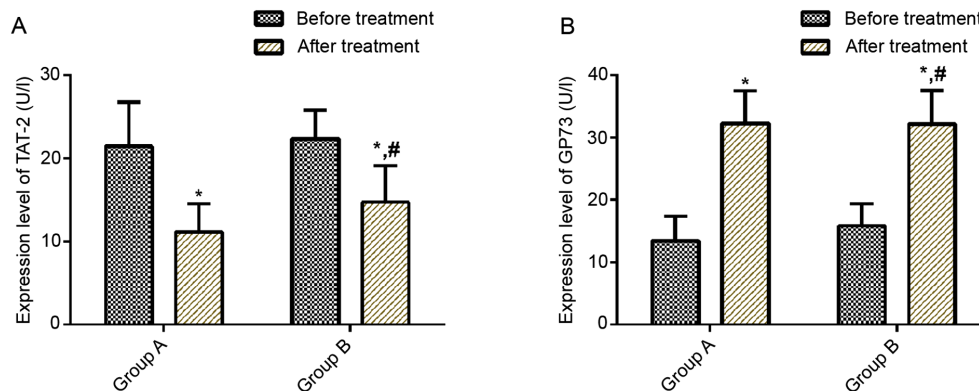 A
Before treatment
After treatment
Expression level of TAT-2 (U/l)
30
20
10
0
*
*,#
Group A
Group B
B
Before treatment
After treatment
Expression level of GP73 (U/l)
40
30
20
10
0
*
*,#
Group A
Group B